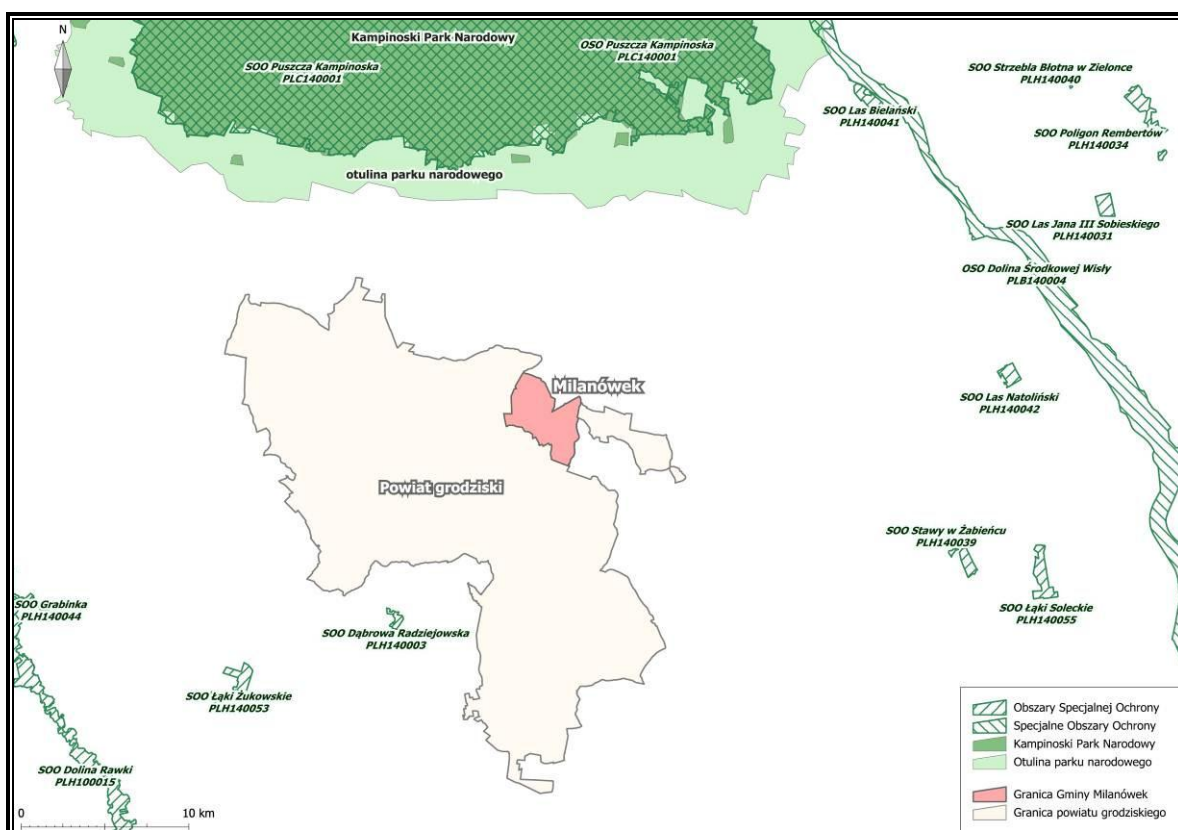 N
Kampinoski Park Narodowy
SOO Puszcza Kampinoska
PLC140001
OSO Puszcza Kampinoska
PLC140001
otulina parku narodowego
SOO Las Bielański
PLH140041
SOO Strzebla Błotna w Zielonce
PLH140040
SOO Poligon Rembertów
PLH140034
SOO Las Jana III Sobieskiego
PLH140031
OSO Dolina Środkowej Wisły
PLB140004
Milanówek
SOO Las Natoliński
PLH140042
Powiat grodziski
SOO Stawy w Żabieńcu
PLH140039
SOO Łąki Soleckie
PLH140055
SOO Grabinka
PLH140044
SOO Dąbrowa Radziejowska
PLH140003
SOO Łąki Żukowskie
PLH140053
SOO Dolina Rawki
PLH100015
0 10 km
Obszary Specjalnej Ochrony
Specjalne Obszary Ochrony
Kampinoski Park Narodowy
Otulina parku narodowego
Granica Gminy Milanówek
Granica powiatu grodziskiego